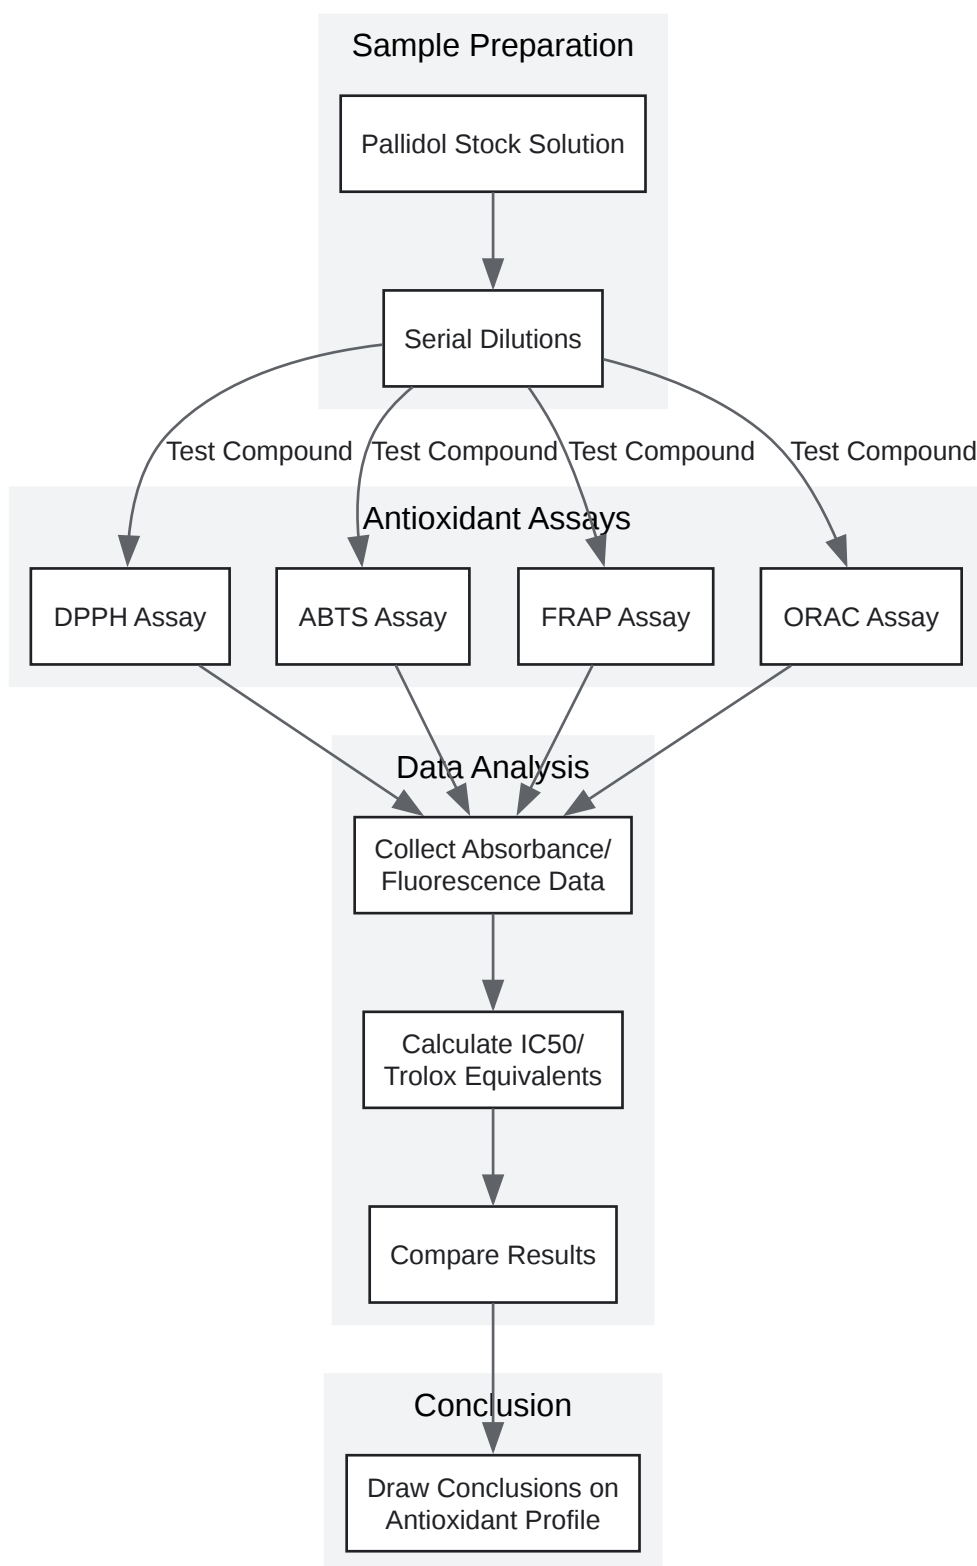 Sample Preparation
Pallidol Stock Solution
Serial Dilutions
Test Compound
Test Compound
Test Compound
Test Compound
Antioxidant Assays
DPPH Assay
ABTS Assay
FRAP Assay
ORAC Assay
Data Analysis
Collect Absorbance/
Fluorescence Data
Calculate IC50/
Trolox Equivalents
Compare Results
Conclusion
Draw Conclusions on
Antioxidant Profile